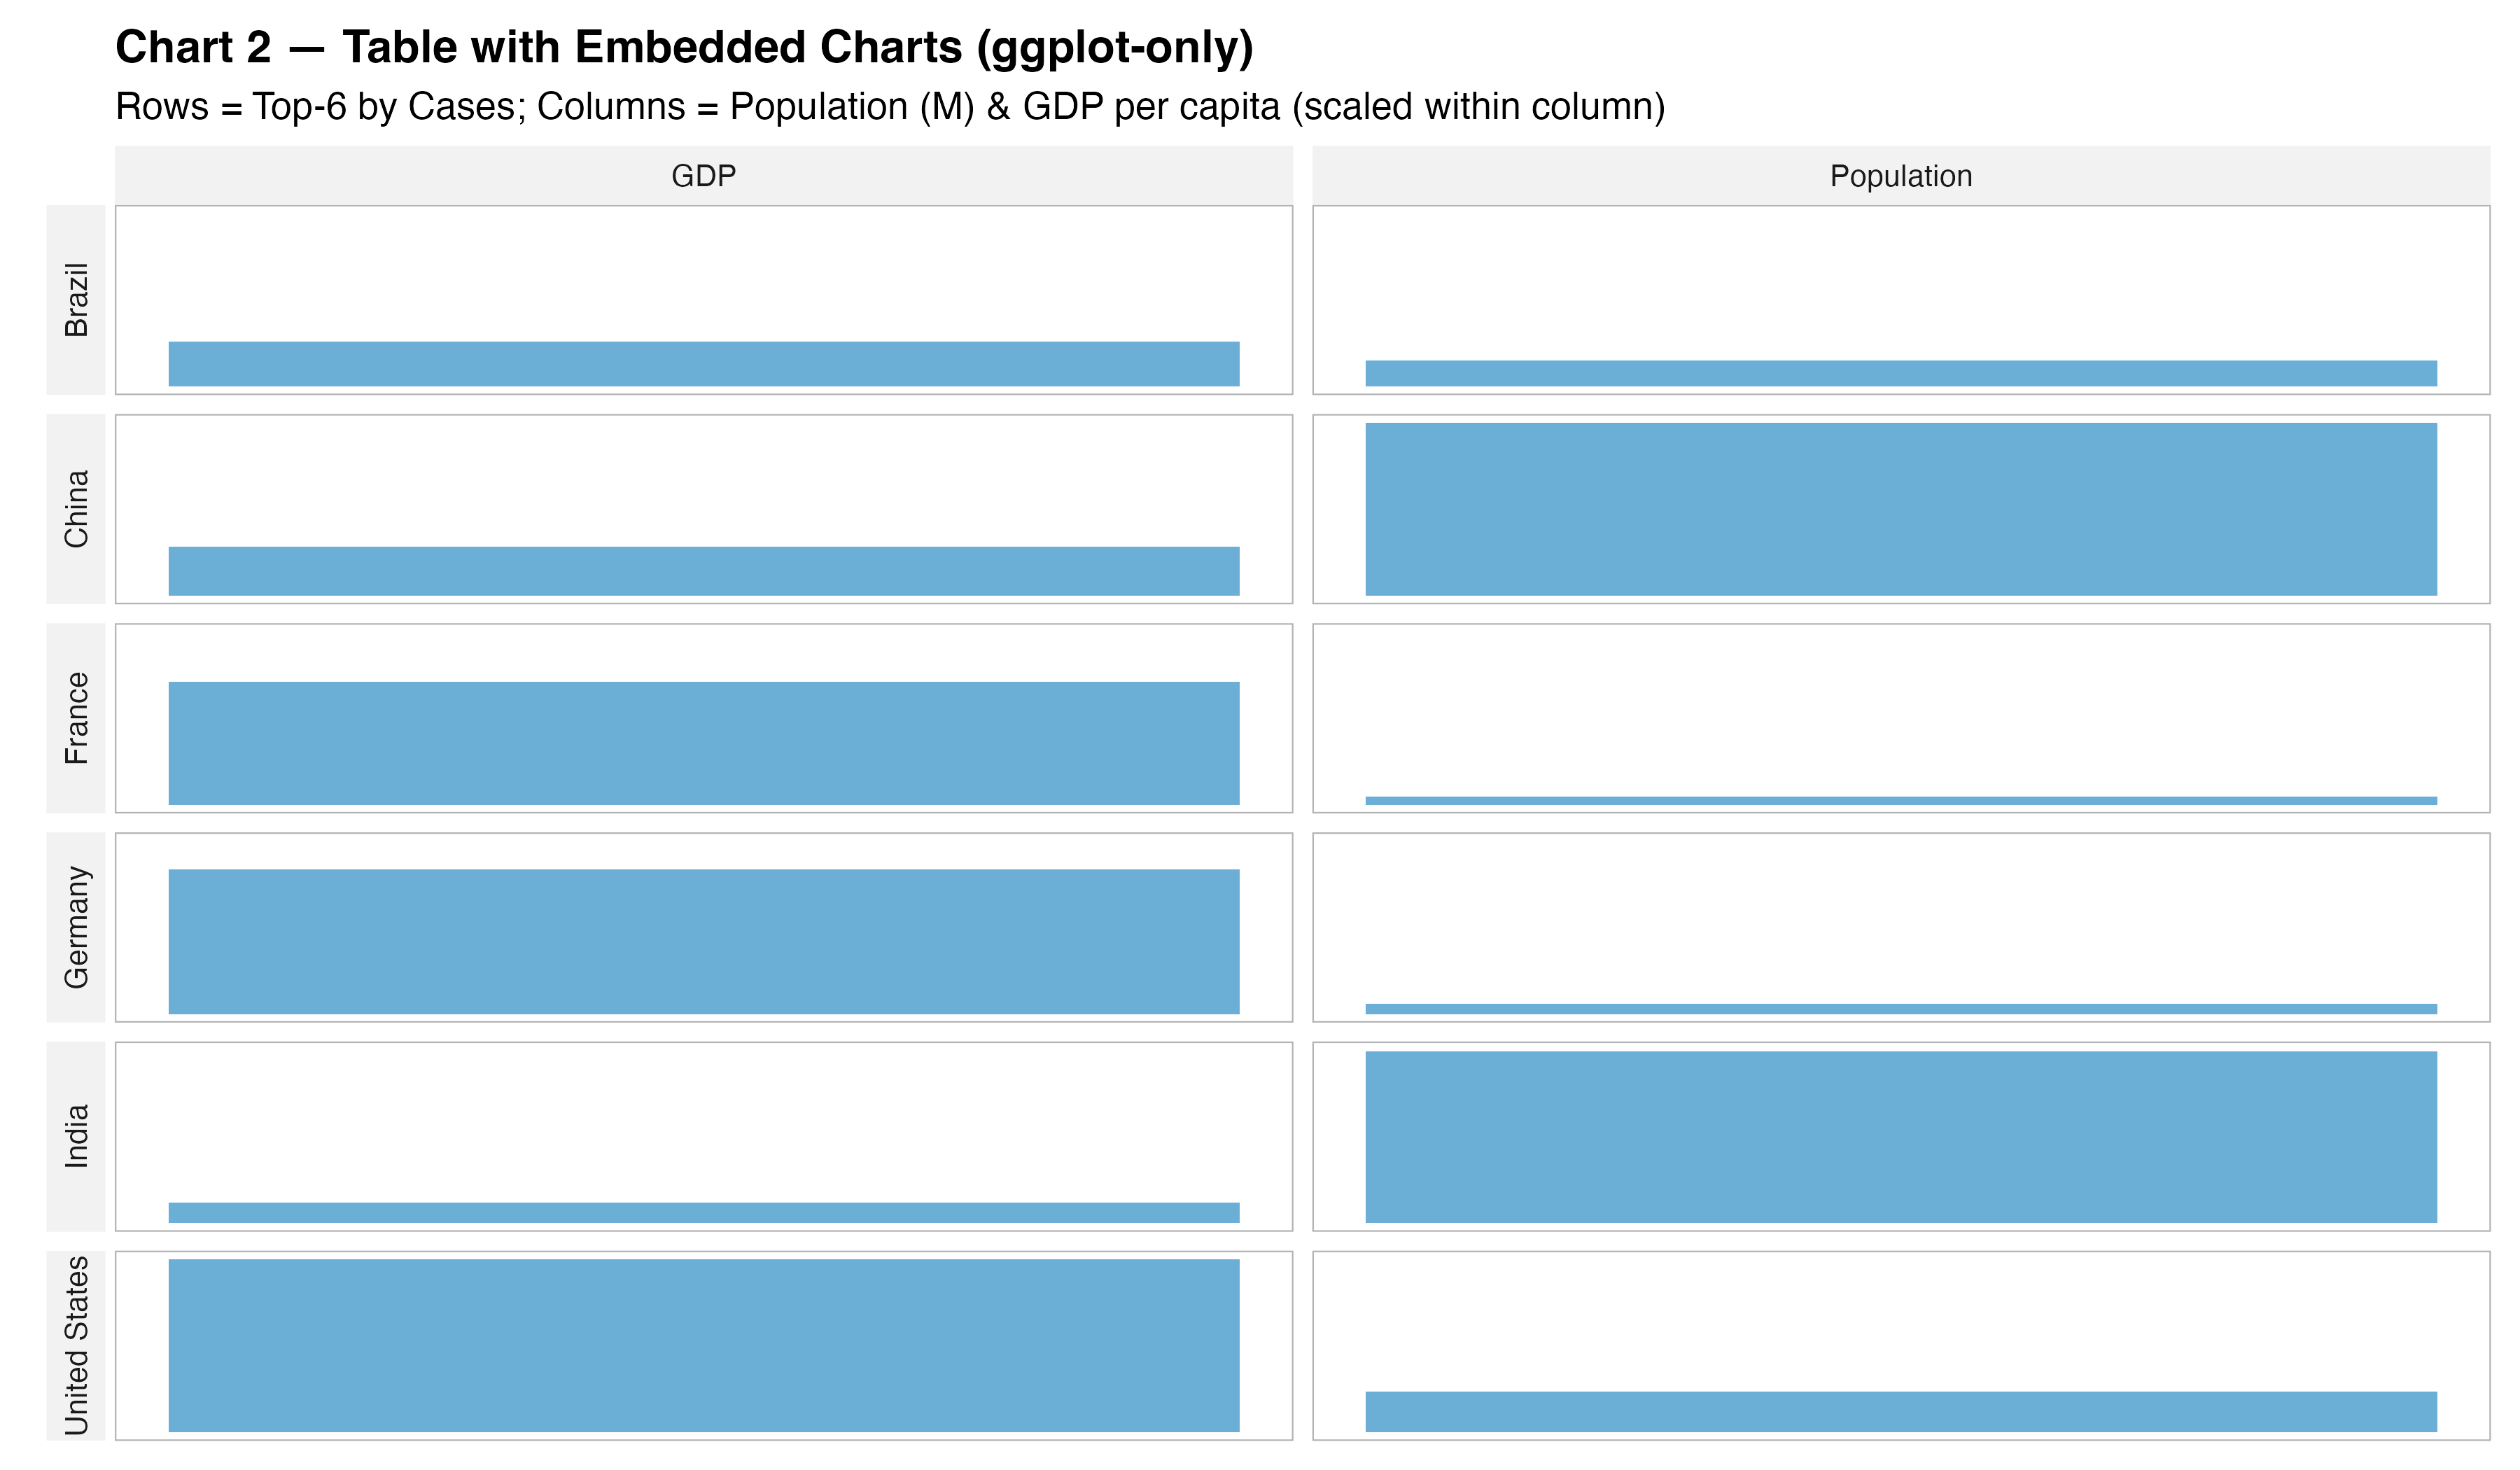 Chart 2 — Table with Embedded Charts (ggplot-only)
Rows = Top-6 by Cases; Columns = Population (M) & GDP per capita (scaled within column)
GDP
Population
Brazil
China
France
Germany
India
United States